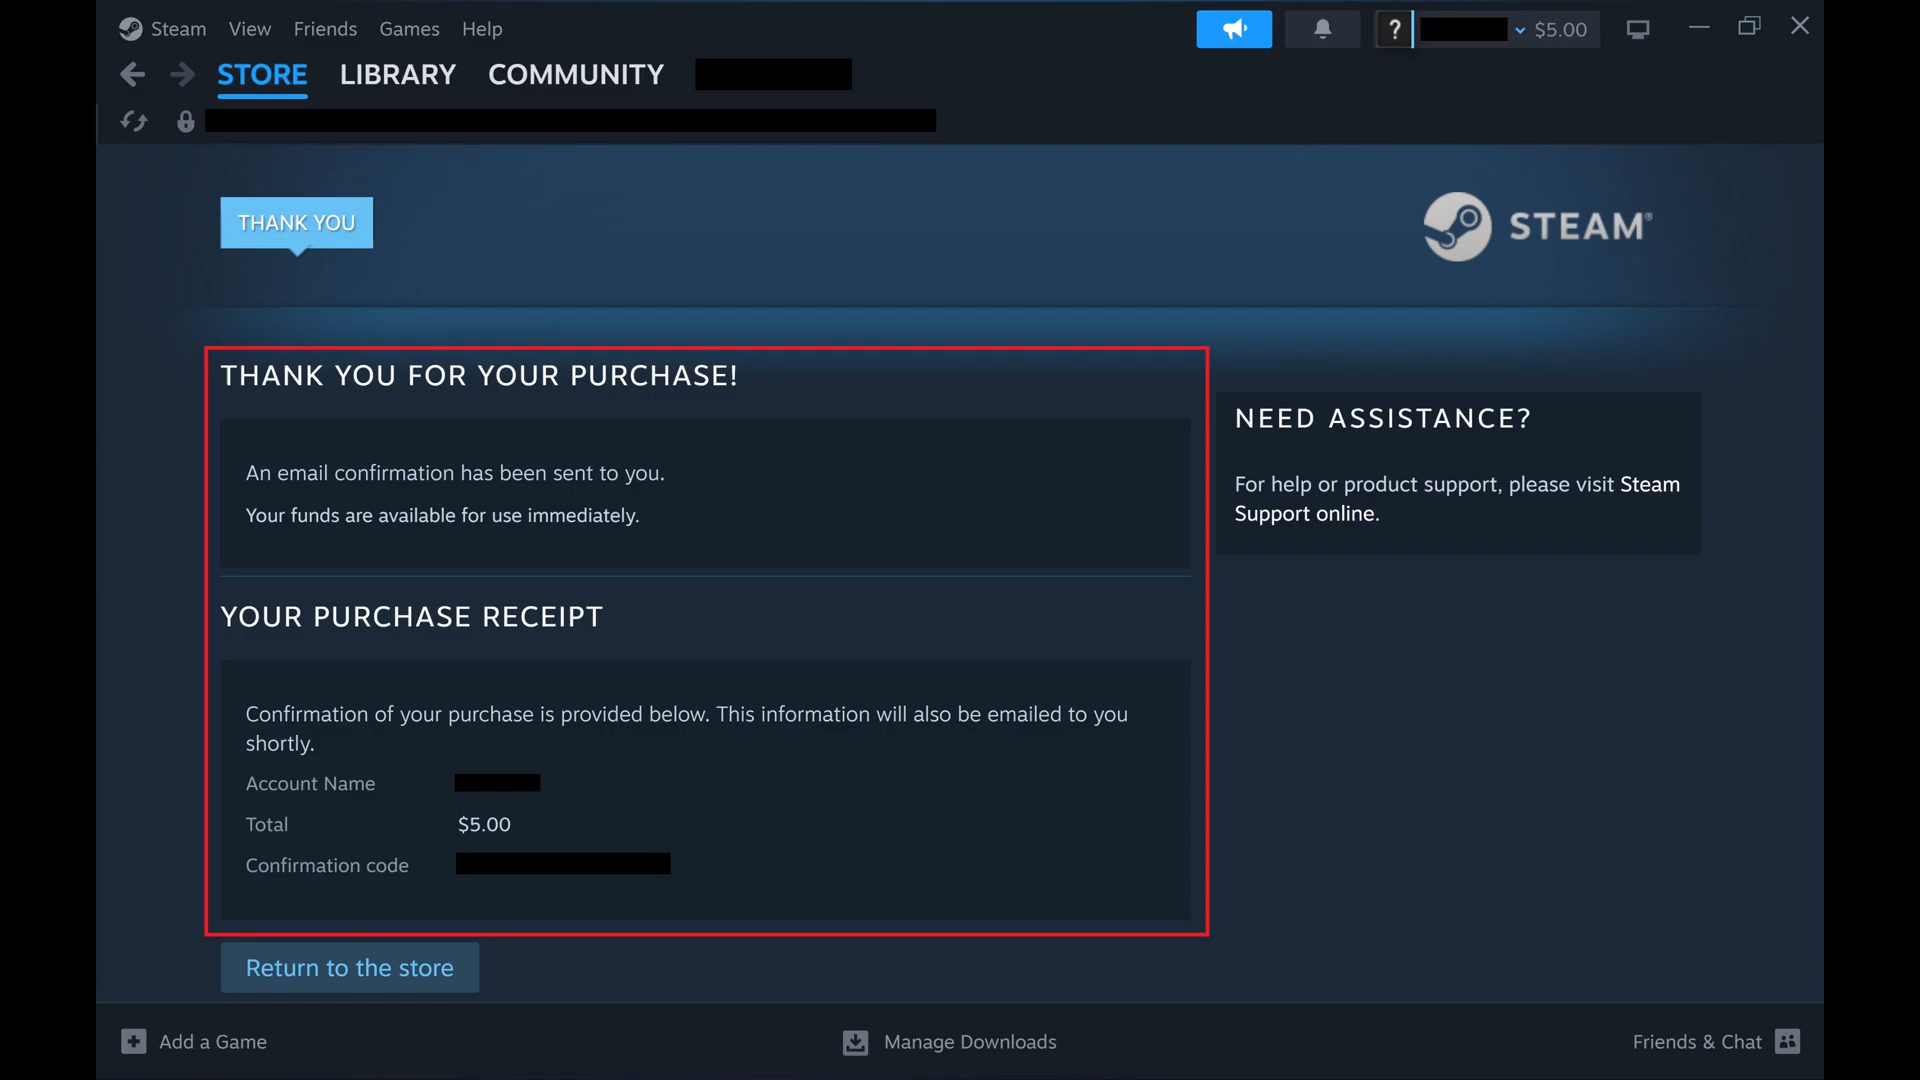 Steam View Friends Games Help
? $5.00
STORE LIBRARY COMMUNITY
THANK YOU
STEAM®
THANK YOU FOR YOUR PURCHASE!
An email confirmation has been sent to you.
Your funds are available for use immediately.
NEED ASSISTANCE?
For help or product support, please visit Steam
Support online.
YOUR PURCHASE RECEIPT
Confirmation of your purchase is provided below. This information will also be emailed to you
shortly.
Account Name
Total $5.00
Confirmation code
Return to the store
Add a Game Manage Downloads Friends & Chat